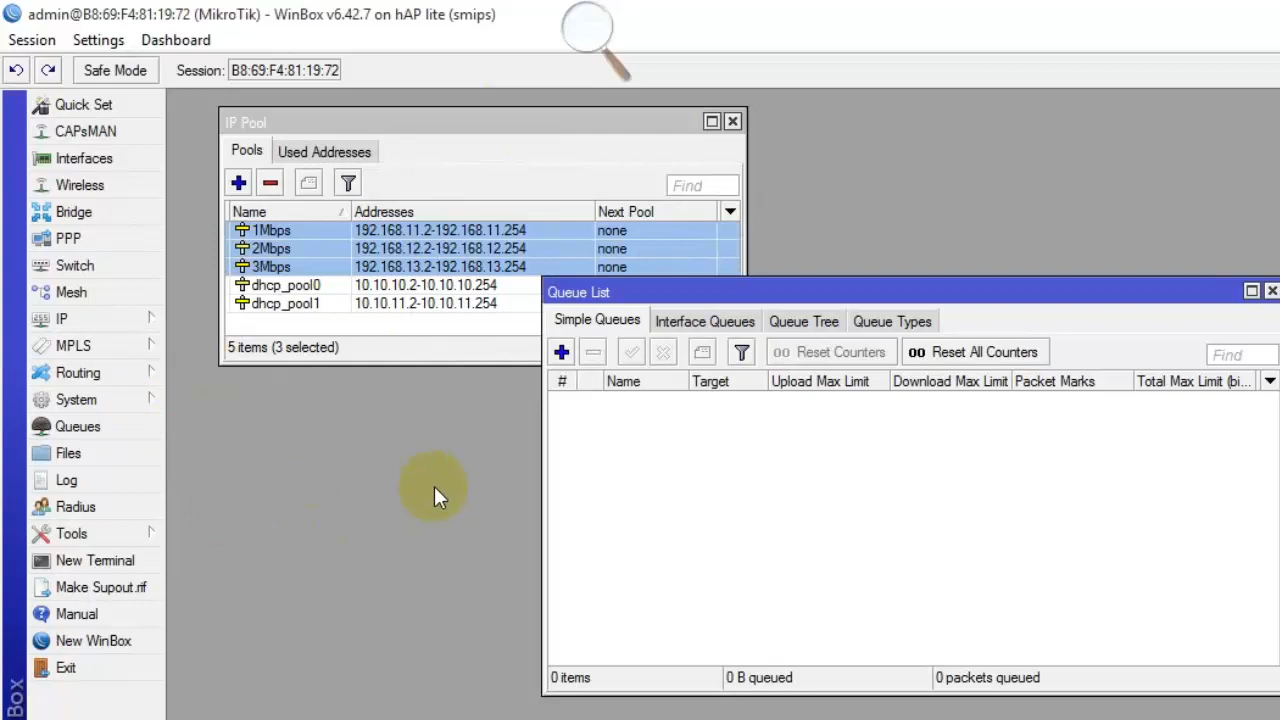 admin@B8:69:F4:81:19:72 (MikroTik) - WinBox v6.42.7 on hAP lite (smips)
Session Settings Dashboard
Safe Mode Session: B8:69:F4:81:19:72
Quick Set
CAPsMAN
Interfaces
Wireless
Bridge
PPP
Switch
Mesh
IP
MPLS
Routing
System
Queues
Files
Log
Radius
Tools
New Terminal
Make Supout.rif
Manual
New WinBox
Exit
Box
IP Pool
Pools Used Addresses
Find
Name Addresses Next Pool
1Mbps 192.168.11.2-192.168.11.254 none
2Mbps 192.168.12.2-192.168.12.254 none
3Mbps 192.168.13.2-192.168.13.254 none
dhcp_pool0 10.10.10.2-10.10.10.254
dhcp_pool1 10.10.11.2-10.10.11.254
5 items (3 selected)
Queue List
Simple Queues Interface Queues Queue Tree Queue Types
00 Reset Counters 00 Reset All Counters Find
# Name Target Upload Max Limit Download Max Limit Packet Marks Total Max Limit (bi...
0 items 0 B queued 0 packets queued